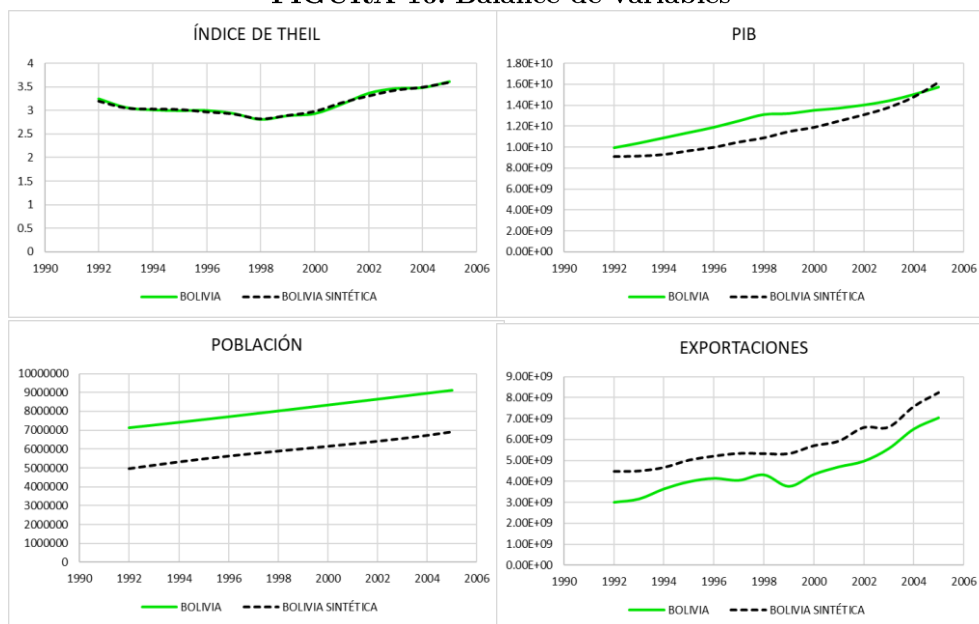 FIGURA 16: Balance de variables
ÍNDICE DE THEIL
4
3.5
3
2.5
2
1.5
1
0.5
0
1990 1992 1994 1996 1998 2000 2002 2004 2006
BOLIVIA BOLIVIA SINTÉTICA
PIB
1.80E+10
1.60E+10
1.40E+10
1.20E+10
1.00E+10
8.00E+09
6.00E+09
4.00E+09
2.00E+09
0.00E+00
1990 1992 1994 1996 1998 2000 2002 2004 2006
BOLIVIA BOLIVIA SINTÉTICA
POBLACIÓN
10000000
9000000
8000000
7000000
6000000
5000000
4000000
3000000
2000000
1000000
0
1990 1992 1994 1996 1998 2000 2002 2004 2006
BOLIVIA BOLIVIA SINTÉTICA
EXPORTACIONES
9.00E+09
8.00E+09
7.00E+09
6.00E+09
5.00E+09
4.00E+09
3.00E+09
2.00E+09
1.00E+09
0.00E+00
1990 1992 1994 1996 1998 2000 2002 2004 2006
BOLIVIA BOLIVIA SINTÉTICA